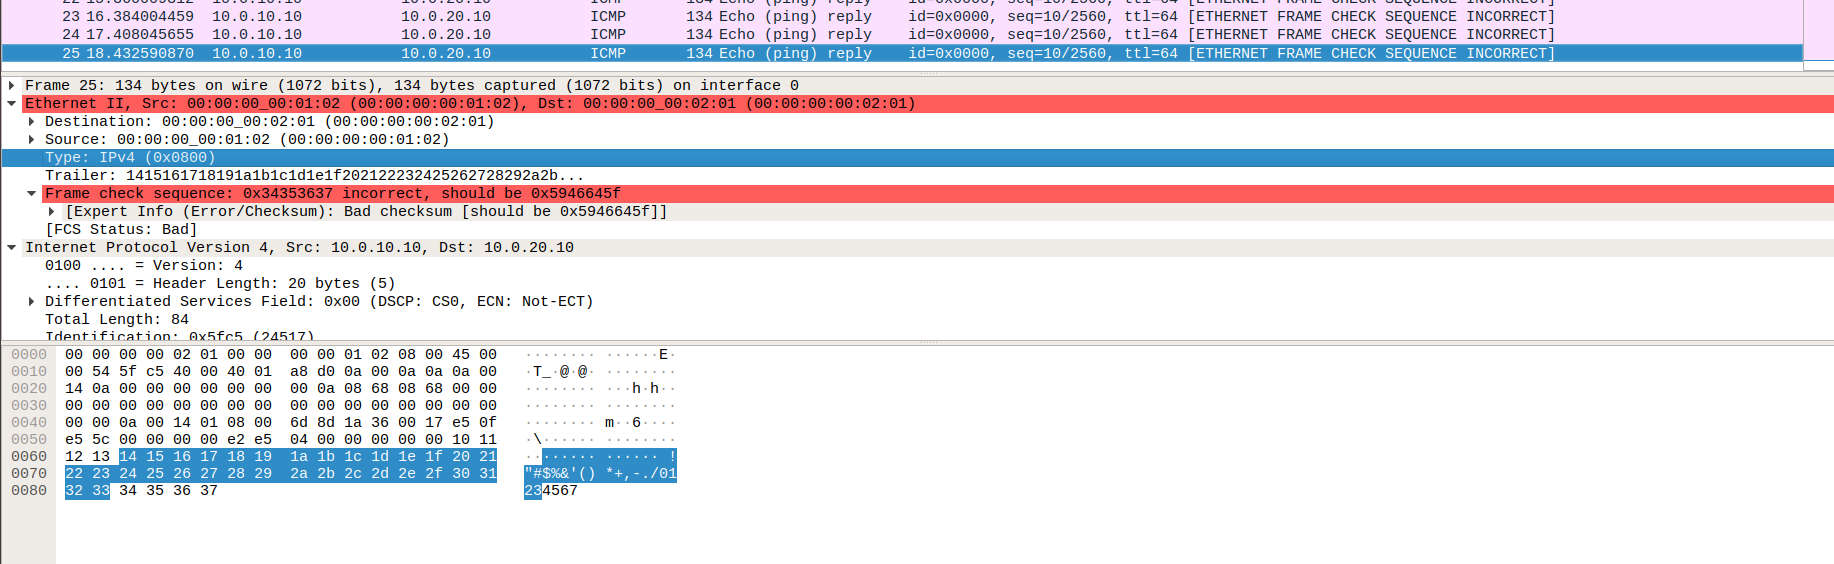 23 16.384004459 10.0.10.10 10.0.20.10 ICMP 134 Echo (ping) reply id=0x0000, seq=10/2560, ttl=64 [ETHERNET FRAME CHECK SEQUENCE INCORRECT]
24 17.408045655 10.0.10.10 10.0.20.10 ICMP 134 Echo (ping) reply id=0x0000, seq=10/2560, ttl=64 [ETHERNET FRAME CHECK SEQUENCE INCORRECT]
25 18.432590870 10.0.10.10 10.0.20.10 ICMP 134 Echo (ping) reply id=0x0000, seq=10/2560, ttl=64 [ETHERNET FRAME CHECK SEQUENCE INCORRECT]
Frame 25: 134 bytes on wire (1072 bits), 134 bytes captured (1072 bits) on interface 0
Ethernet II, Src: 00:00:00_00:01:02 (00:00:00:00:01:02), Dst: 00:00:00_00:02:01 (00:00:00:00:02:01)
Destination: 00:00:00_00:02:01 (00:00:00:00:02:01)
Source: 00:00:00_00:01:02 (00:00:00:00:01:02)
Type: IPv4 (0x0800)
Trailer: 1415161718191a1b1c1d1e1f202122232425262728292a2b...
Frame check sequence: 0x34353637 incorrect, should be 0x5946645f
[Expert Info (Error/Checksum): Bad checksum [should be 0x5946645f]]
[FCS Status: Bad]
Internet Protocol Version 4, Src: 10.0.10.10, Dst: 10.0.20.10
0100 .... = Version: 4
.... 0101 = Header Length: 20 bytes (5)
Differentiated Services Field: 0x00 (DSCP: CS0, ECN: Not-ECT)
Total Length: 84
Identification: 0x5fc5 (24517)
0000 00 00 00 00 02 01 00 00 00 00 01 02 08 00 45 00 ········ ······E·
0010 00 54 5f c5 40 00 40 01 a8 d0 0a 00 0a 0a 0a 00 ·T_·@·@· ········
0020 14 0a 00 00 00 00 00 00 00 0a 08 68 08 68 00 00 ········ ···h·h··
0030 00 00 00 00 00 00 00 00 00 00 00 00 00 00 00 00 ········ ········
0040 00 00 0a 00 14 01 08 00 6d 8d 1a 36 00 17 e5 0f ········ m··6····
0050 e5 5c 00 00 00 00 e2 e5 04 00 00 00 00 00 10 11 ·\······ ········
0060 12 13 14 15 16 17 18 19 1a 1b 1c 1d 1e 1f 20 21 ········ ······ !
0070 22 23 24 25 26 27 28 29 2a 2b 2c 2d 2e 2f 30 31 "#$%&'() *+,-./01
0080 32 33 34 35 36 37 234567